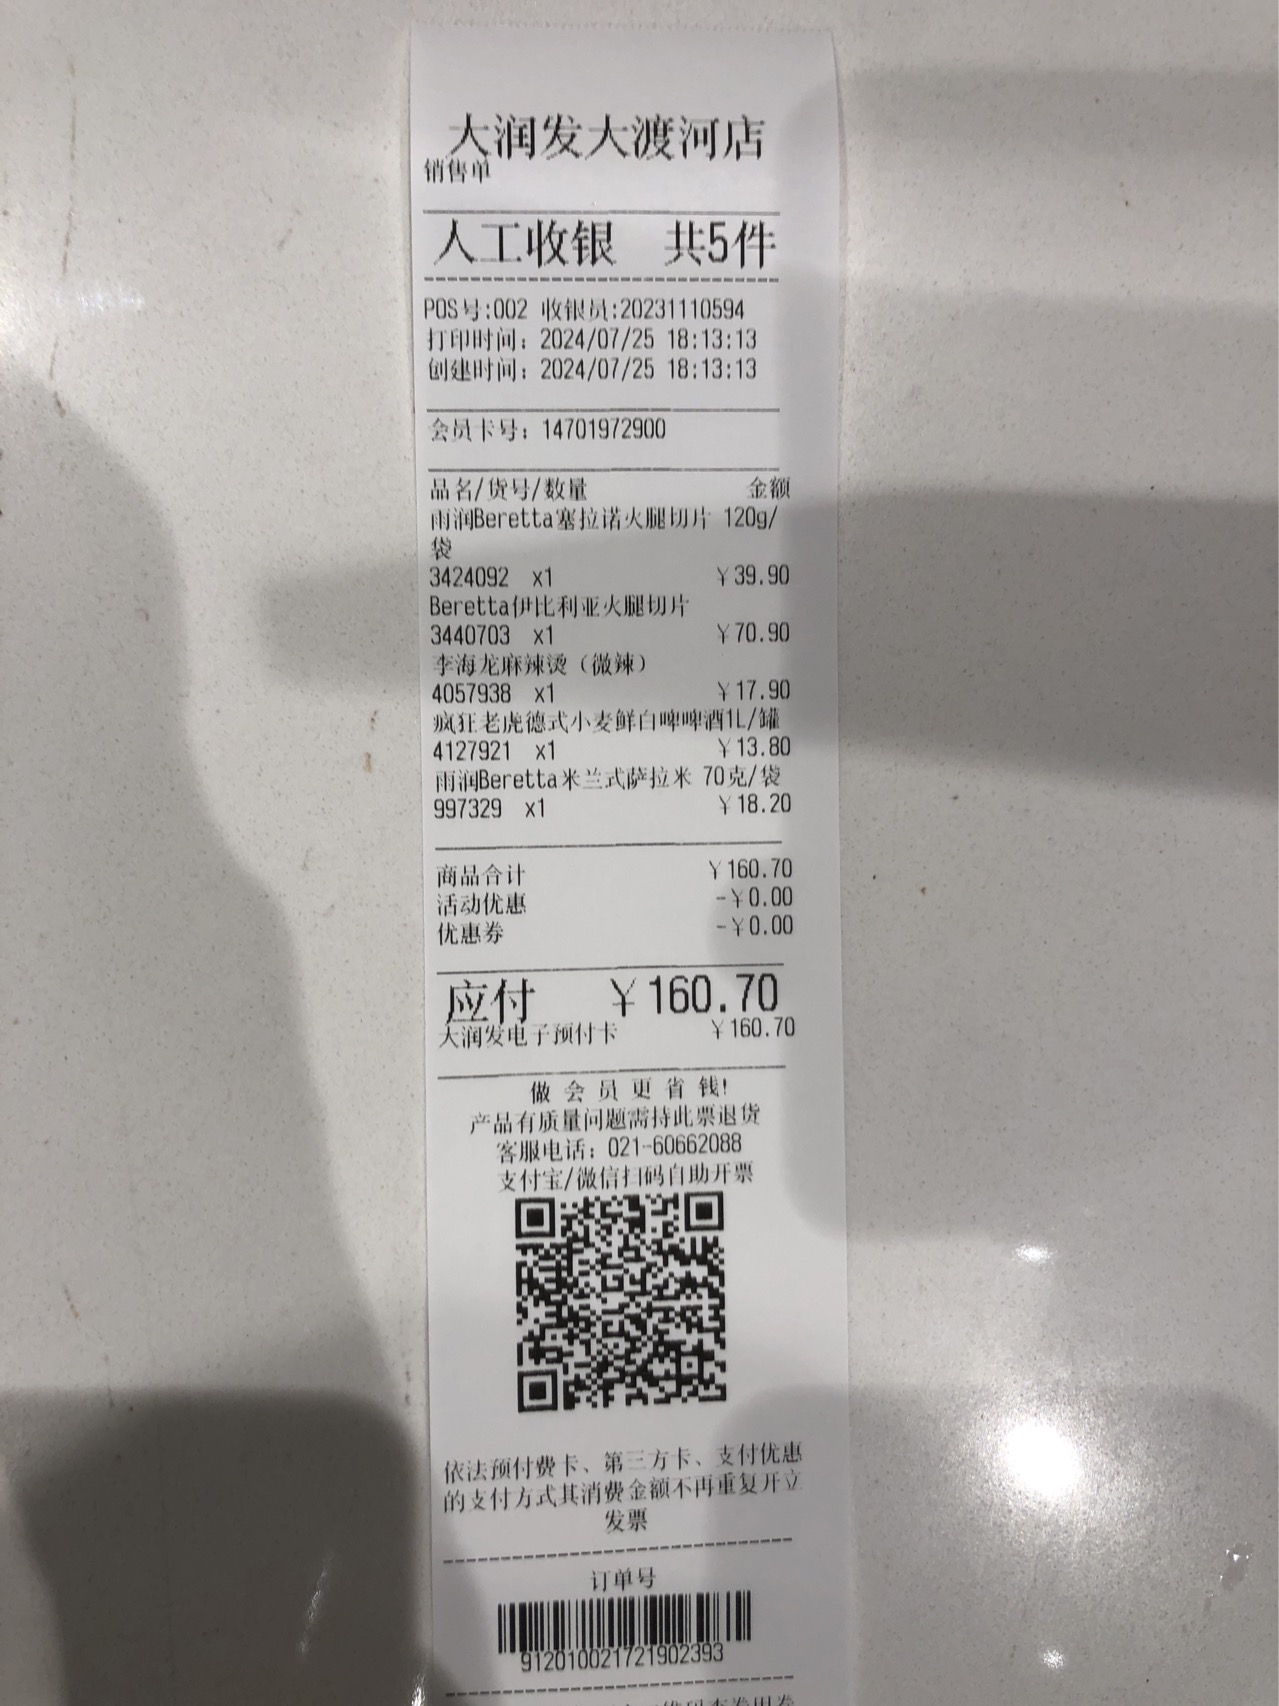 大润发大渡河店
销售单
人工收银 共5件
POS号:002 收银员:20231110594
打印时间：2024/07/25 18:13:13
创建时间：2024/07/25 18:13:13
会员卡号：14701972900
品名/货号/数量 金额
雨润Beretta塞拉诺火腿切片 120g/
袋
3424092 x1 ￥39.90
Beretta伊比利亚火腿切片
3440703 x1 ￥70.90
李海龙麻辣烫（微辣）
4057938 x1 ￥17.90
疯狂老虎德式小麦鲜白啤啤酒1L/罐
4127921 x1 ￥13.80
雨润Beretta米兰式萨拉米 70克/袋
997329 x1 ￥18.20
商品合计 ￥160.70
活动优惠 -￥0.00
优惠券 -￥0.00
应付 ￥160.70
大润发电子预付卡 ￥160.70
做会员更省钱!
产品有质量问题需持此票退货
客服电话：021-60662088
支付宝/微信扫码自助开票
依法预付费卡、第三方卡、支付优惠
的支付方式其消费金额不再重复开立
发票
订单号
9120100217219023​93